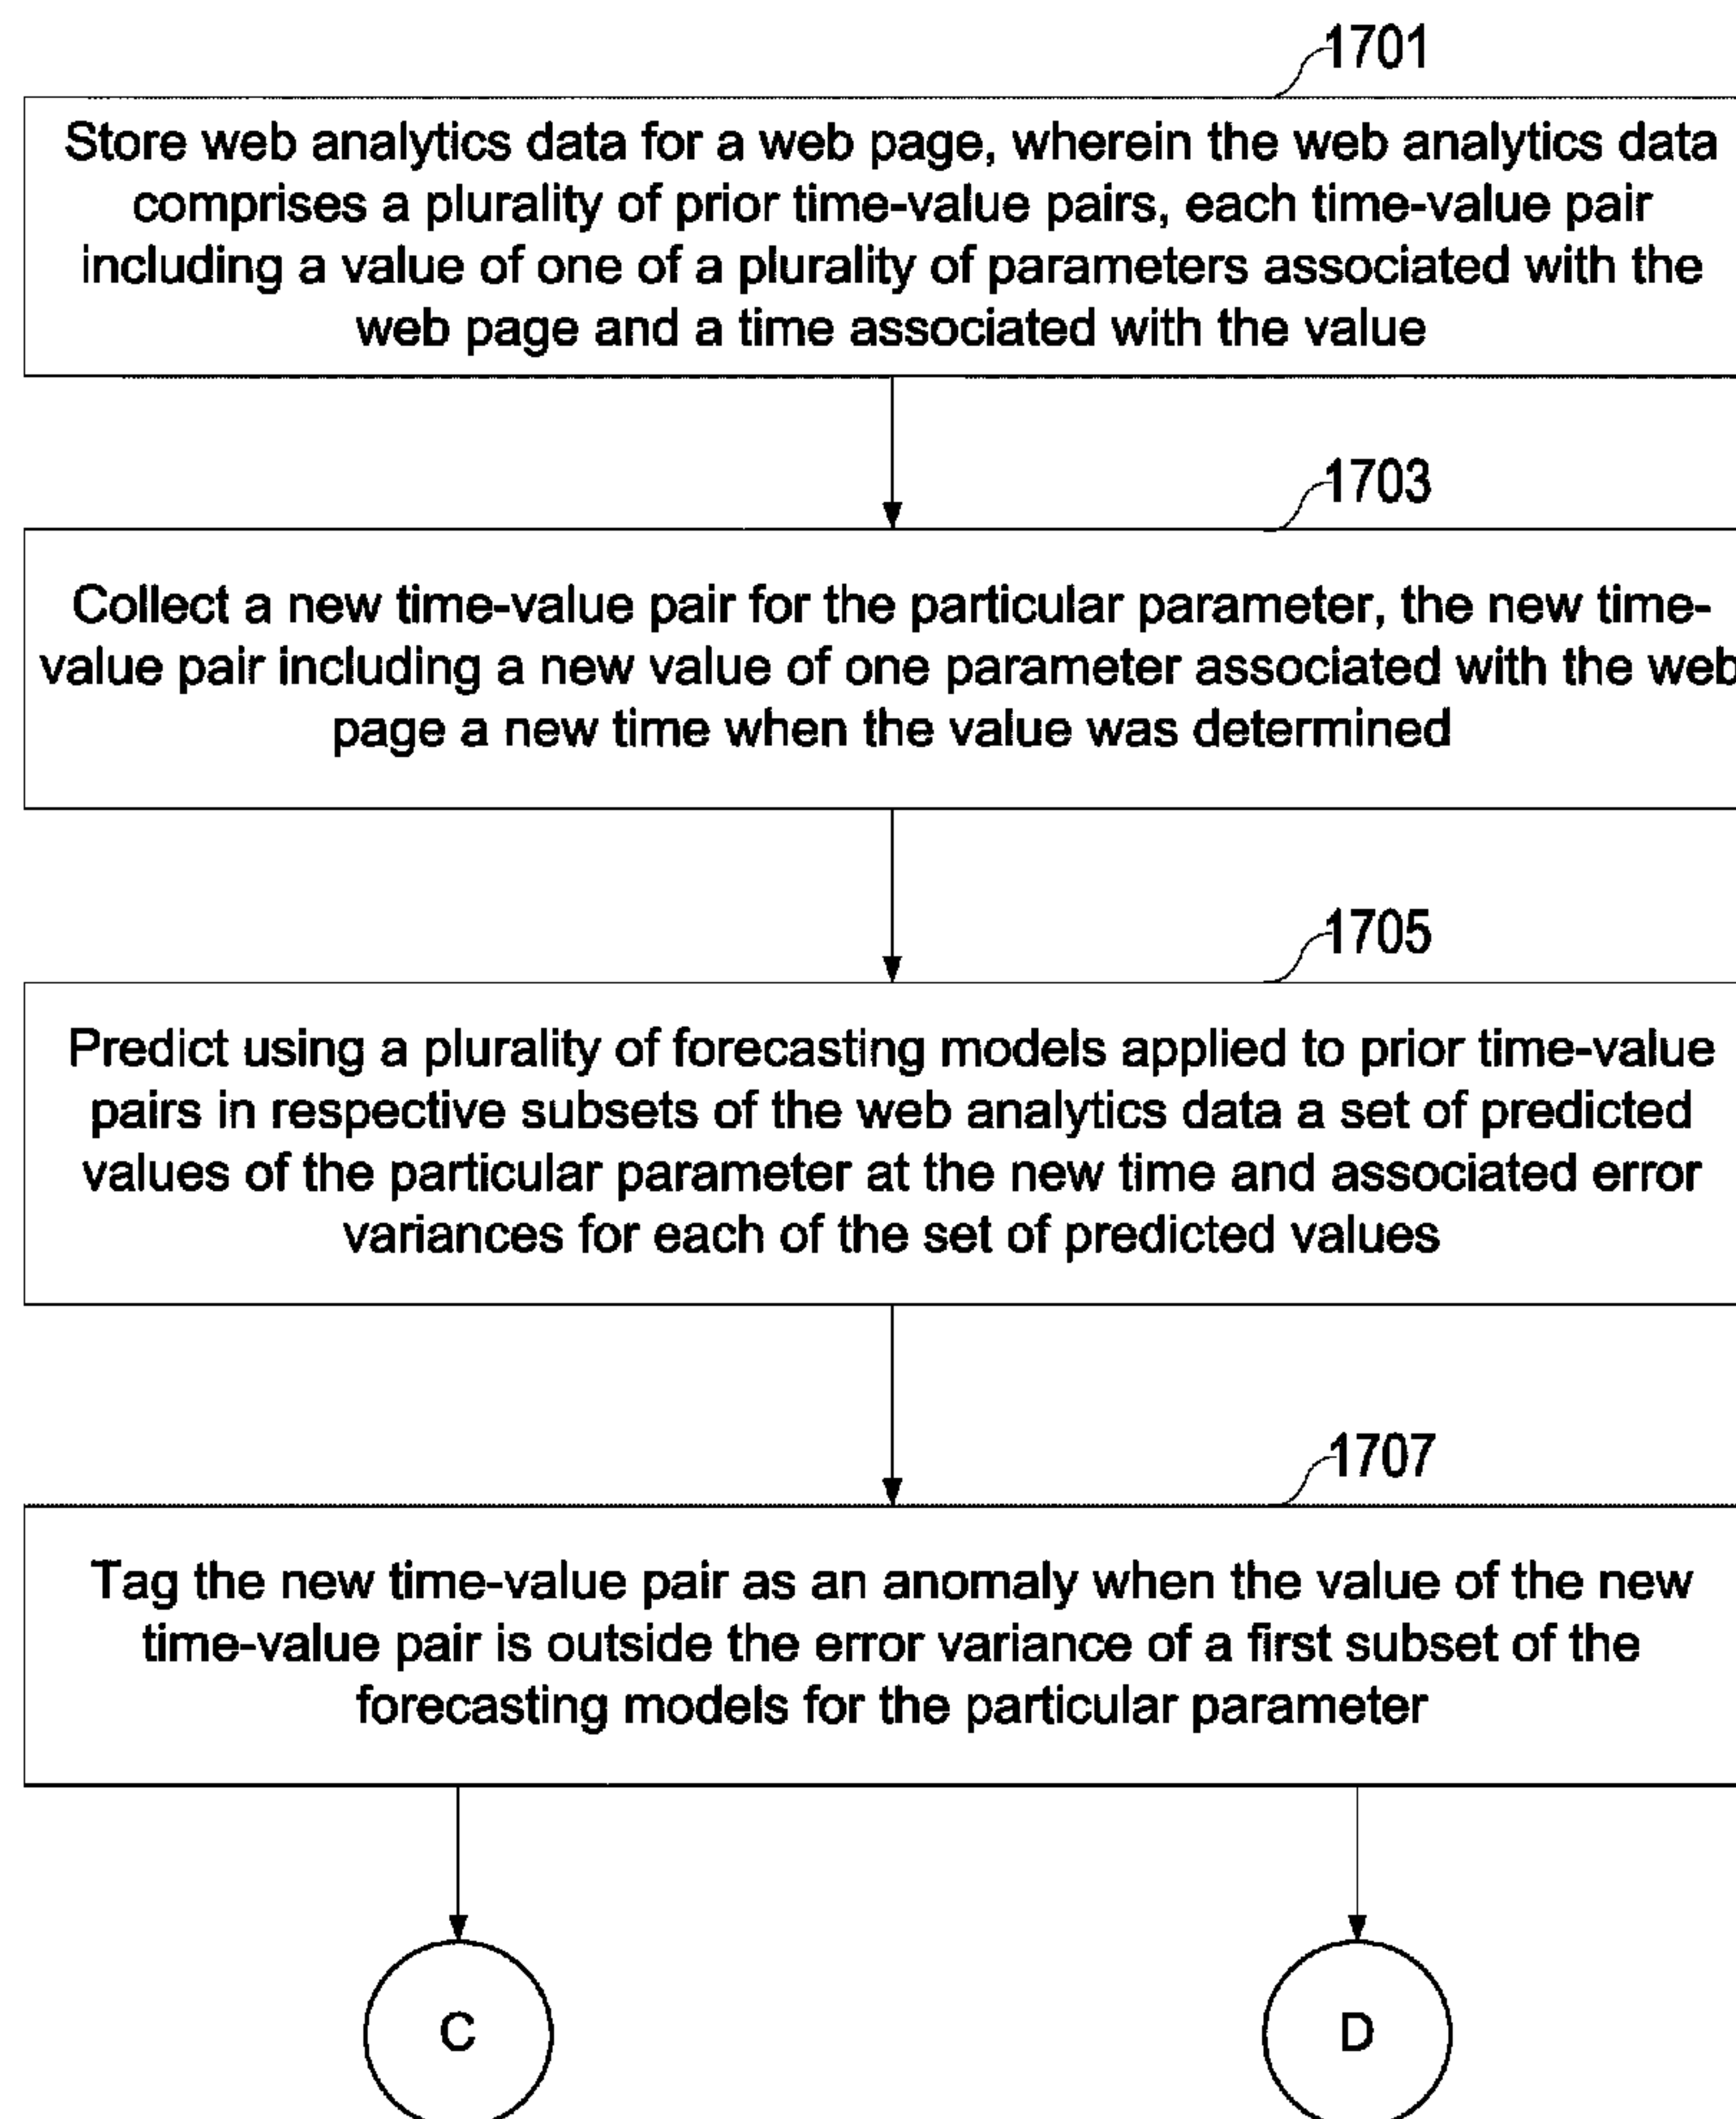 1701
Store web analytics data for a web page, wherein the web analytics data
comprises a plurality of prior time-value pairs, each time-value pair
including a value of one of a plurality of parameters associated with the
web page and a time associated with the value
1703
Collect a new time-value pair for the particular parameter, the new time-
value pair including a new value of one parameter associated with the web
page a new time when the value was determined
1705
Predict using a plurality of forecasting models applied to prior time-value
pairs in respective subsets of the web analytics data a set of predicted
values of the particular parameter at the new time and associated error
variances for each of the set of predicted values
1707
Tag the new time-value pair as an anomaly when the value of the new
time-value pair is outside the error variance of a first subset of the
forecasting models for the particular parameter
C
D